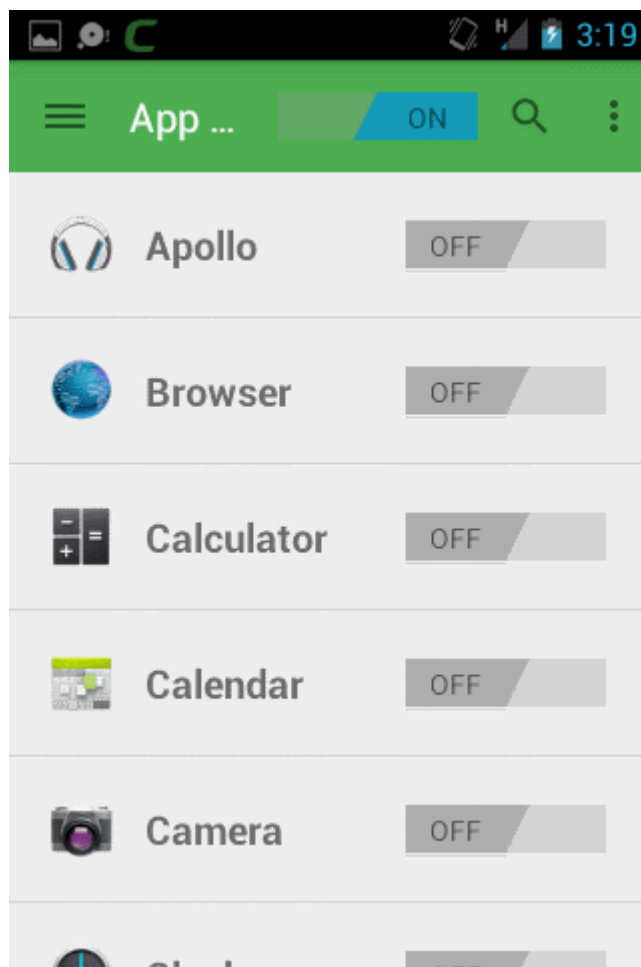 H 3:19
App ... ON
Apollo OFF
Browser OFF
Calculator OFF
Calendar OFF
Camera OFF